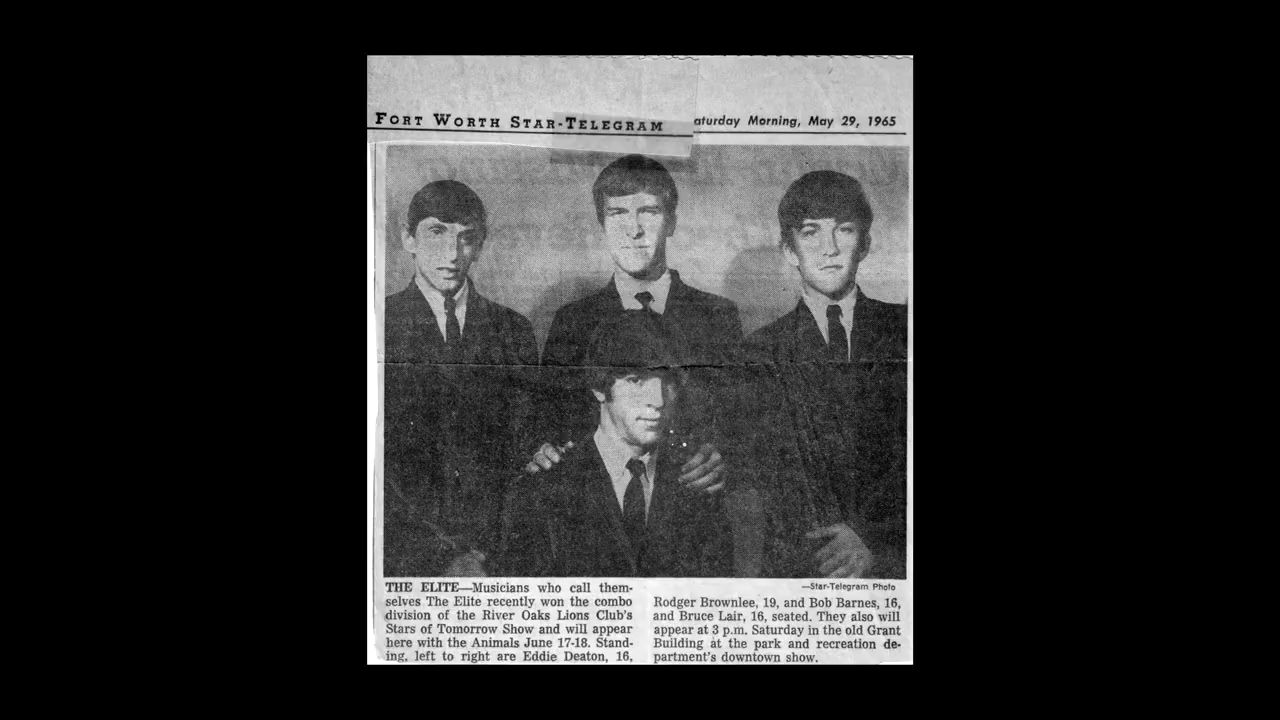 FORT WORTH STAR-TELEGRAM
aturday Morning, May 29, 1965
—Star-Telegram Photo
THE ELITE—Musicians who call them-
selves The Elite recently won the combo
division of the River Oaks Lions Club's
Stars of Tomorrow Show and will appear
here with the Animals June 17-18. Stand-
ing, left to right are Eddie Deaton, 16,
Rodger Brownlee, 19, and Bob Barnes, 16,
and Bruce Lair, 16, seated. They also will
appear at 3 p.m. Saturday in the old Grant
Building at the park and recreation de-
partment's downtown show.